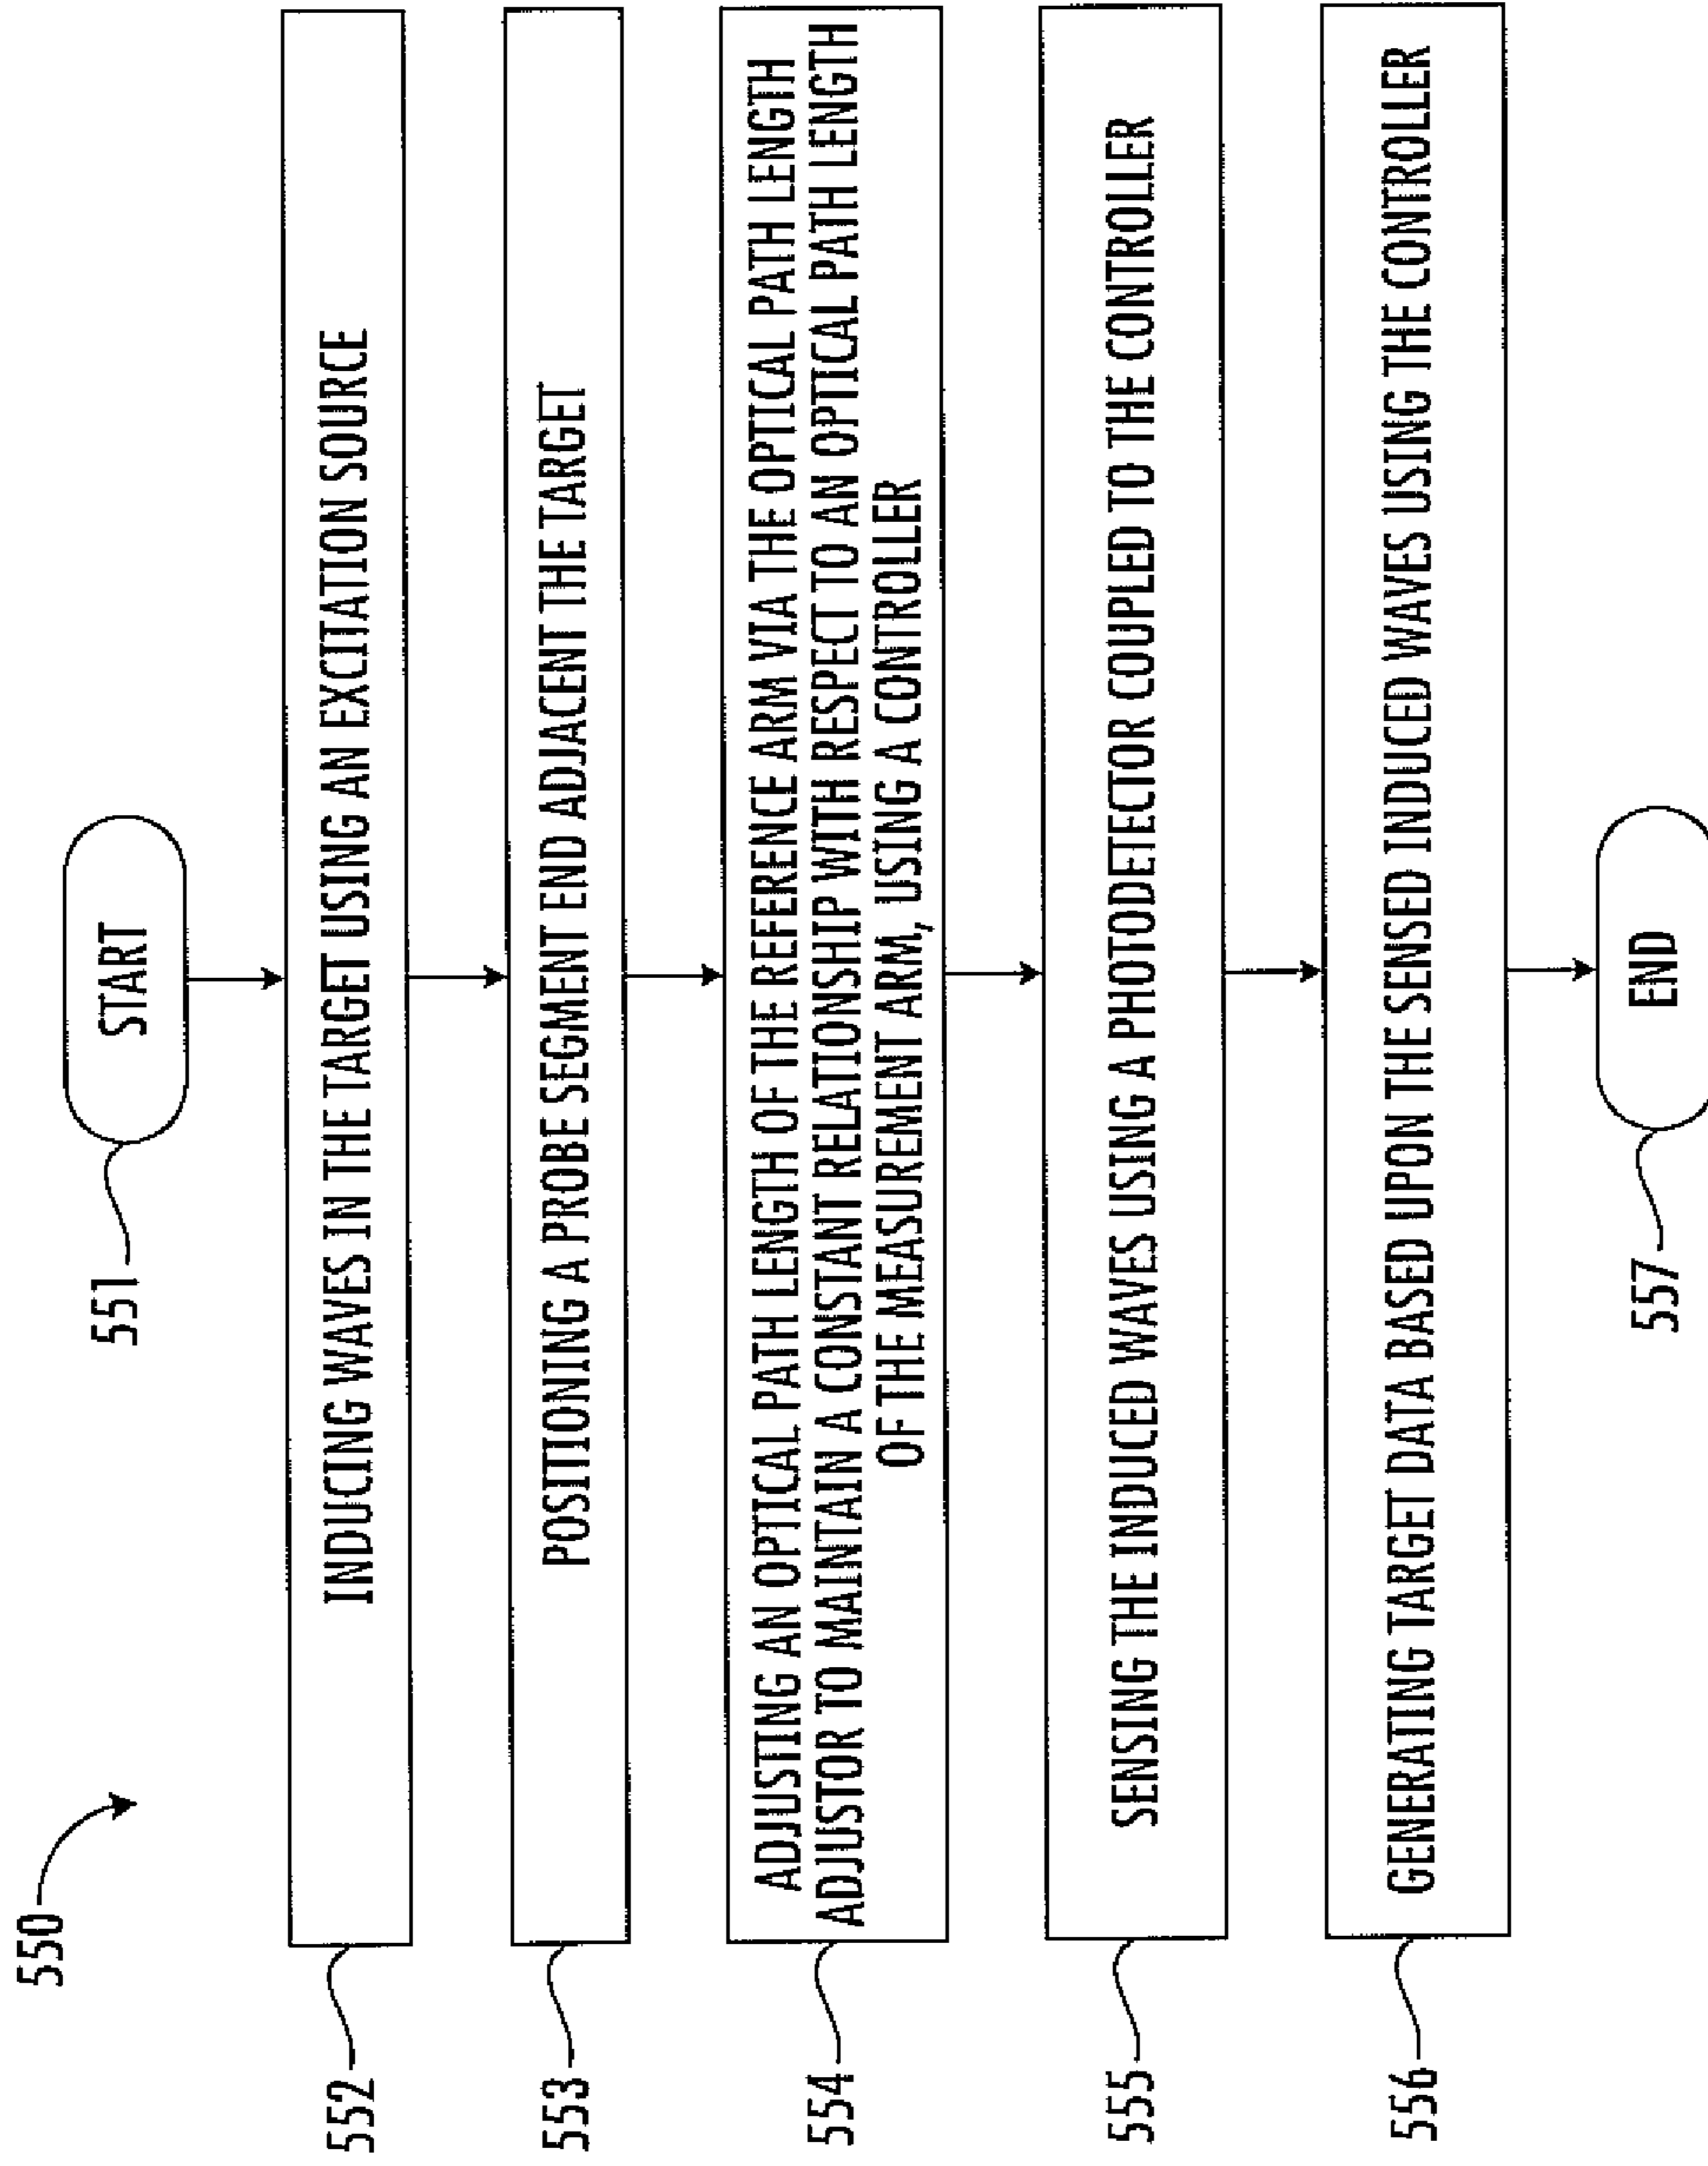 550
551
START
552
INDUCING WAVES IN THE TARGET USING AN EXCITATION SOURCE
553
POSITIONING A PROBE SEGMENT END ADJACENT THE TARGET
554
ADJUSTING AN OPTICAL PATH LENGTH OF THE REFERENCE ARM VIA THE OPTICAL PATH LENGTH
ADJUSTOR TO MAINTAIN A CONSTANT RELATIONSHIP WITH RESPECT TO AN OPTICAL PATH LENGTH
OF THE MEASUREMENT ARM, USING A CONTROLLER
555
SENSING THE INDUCED WAVES USING A PHOTODETECTOR COUPLED TO THE CONTROLLER
556
GENERATING TARGET DATA BASED UPON THE SENSED INDUCED WAVES USING THE CONTROLLER
557
END